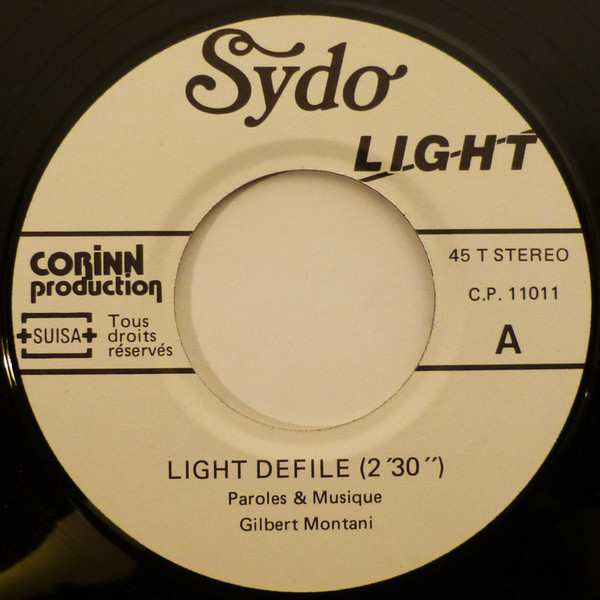 Sydo
LIGHT
CORINN
production
SUISA
Tous
droits
réservés
45 T STEREO
C.P. 11011
A
LIGHT DEFILE (2´30´´)
Paroles & Musique
Gilbert Montani